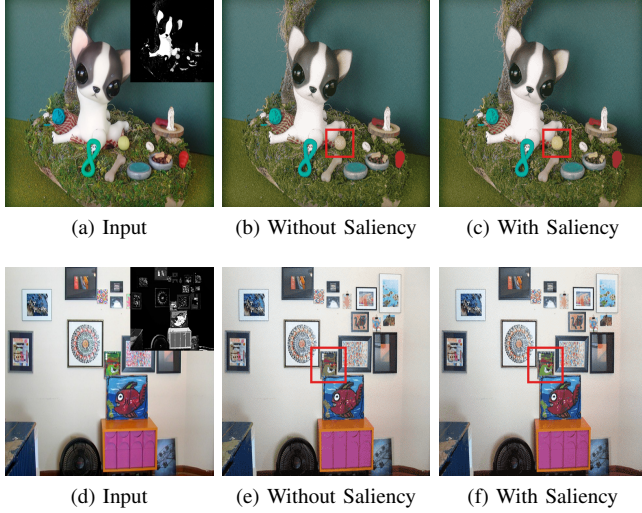 (a) Input
(b) Without Saliency
(c) With Saliency
(d) Input
(e) Without Saliency
(f) With Saliency